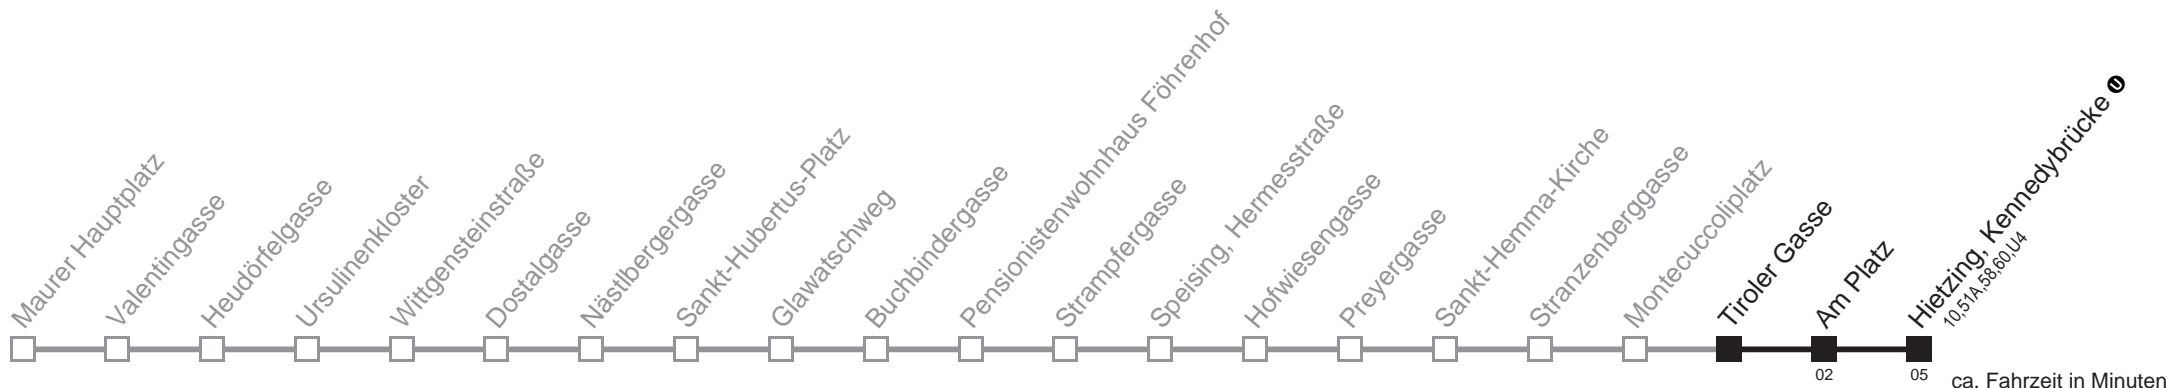 Maurer Hauptplatz
Valentingasse
Heudörfelgasse
Ursulinenkloster
Wittgensteinstraße
Dostalgasse
Nästlbergergasse
Sankt-Hubertus-Platz
Glawatschweg
Buchbindergasse
Pensionistenwohnhaus Föhrenhof
Strampfergasse
Speising, Hermesstraße
Hofwiesengasse
Preyergasse
Sankt-Hemma-Kirche
Stranzenberggasse
Montecuccoliplatz
Tiroler Gasse
Am Platz
Hietzing, Kennedybrücke U
10,51A,58,60,U4
02
05
ca. Fahrzeit in Minuten